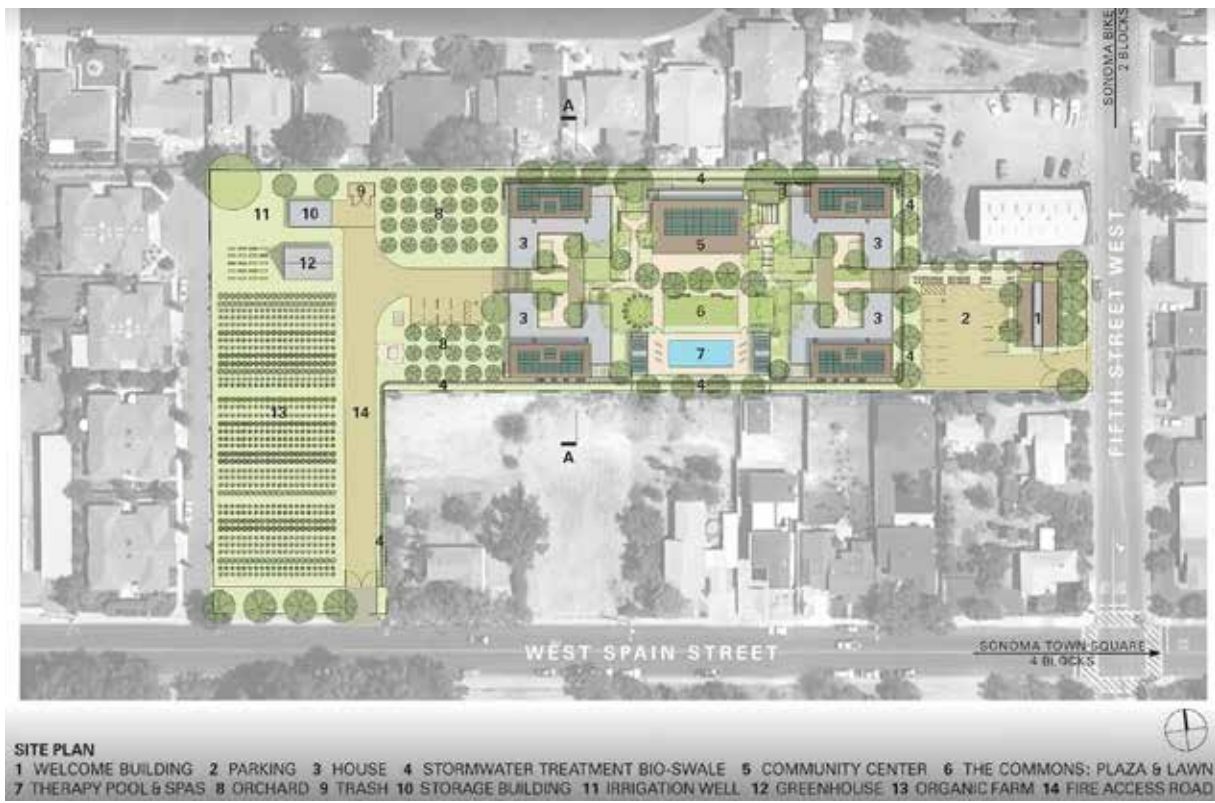 SONOMA BIKE
2 BLOCKS
A
4
9
11
10
8
5
3
3
4
12
6
2
1
3
3
8
7
4
4
4
13
14
A
FIFTH STREET WEST
4
WEST SPAIN STREET
SONOMA TOWN SQUARE
4 BLOCKS
SITE PLAN
1 WELCOME BUILDING 2 PARKING 3 HOUSE 4 STORMWATER TREATMENT BIO-SWALE 5 COMMUNITY CENTER 6 THE COMMONS: PLAZA & LAWN
7 THERAPY POOL & SPAS 8 ORCHARD 9 TRASH 10 STORAGE BUILDING 11 IRRIGATION WELL 12 GREENHOUSE 13 ORGANIC FARM 14 FIRE ACCESS ROAD